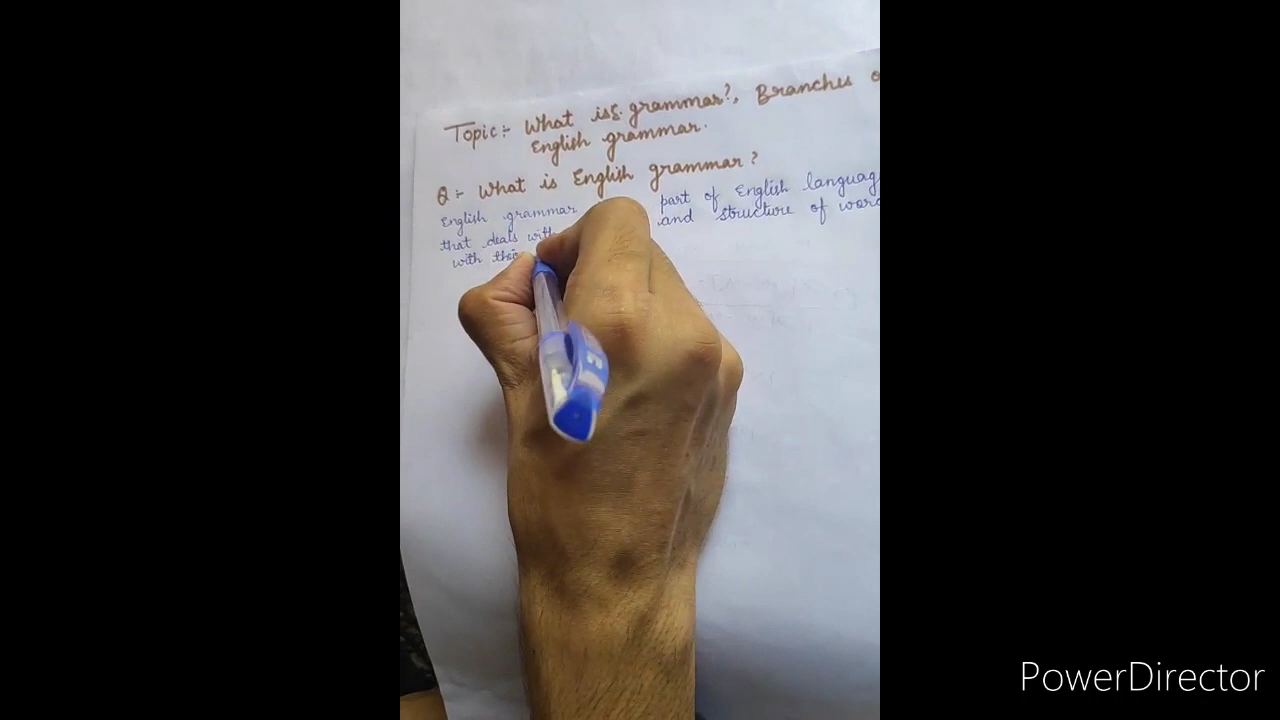 Topic:- What is E. grammar?, Branches o
English grammar.
Q:- What is English grammar?
English grammar part of English languag
that deals with and structure of word
with thei
PowerDirector